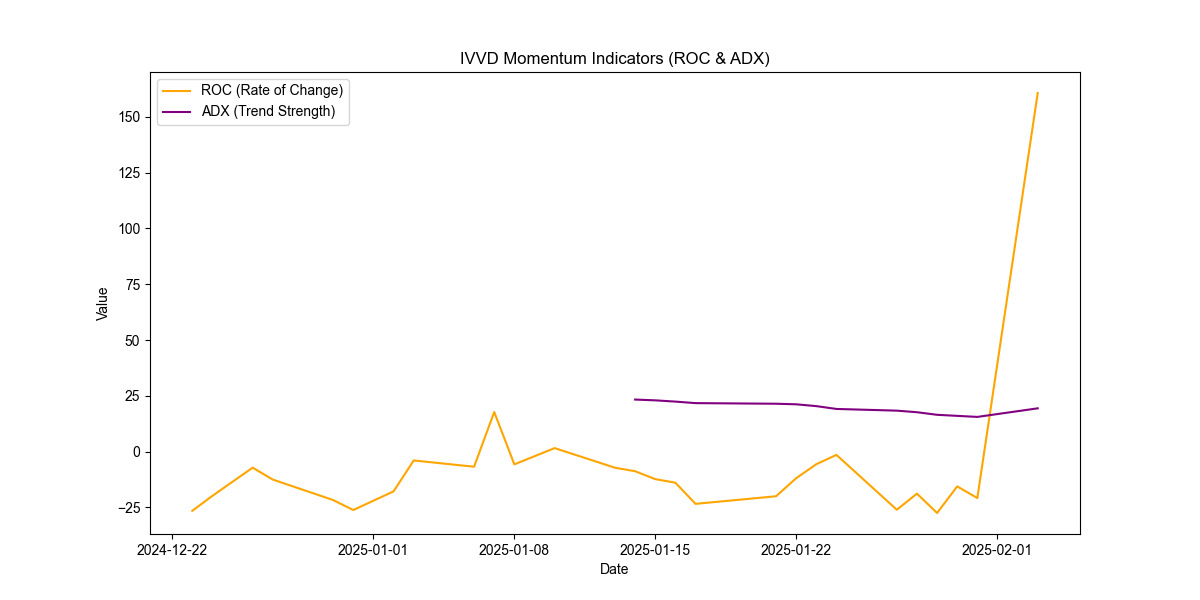 IVVD Momentum Indicators (ROC & ADX)
ROC (Rate of Change)
ADX (Trend Strength)
150
125
100
75
50
25
0
−25
Value
2024-12-22 2025-01-01 2025-01-08 2025-01-15 2025-01-22 2025-02-01
Date